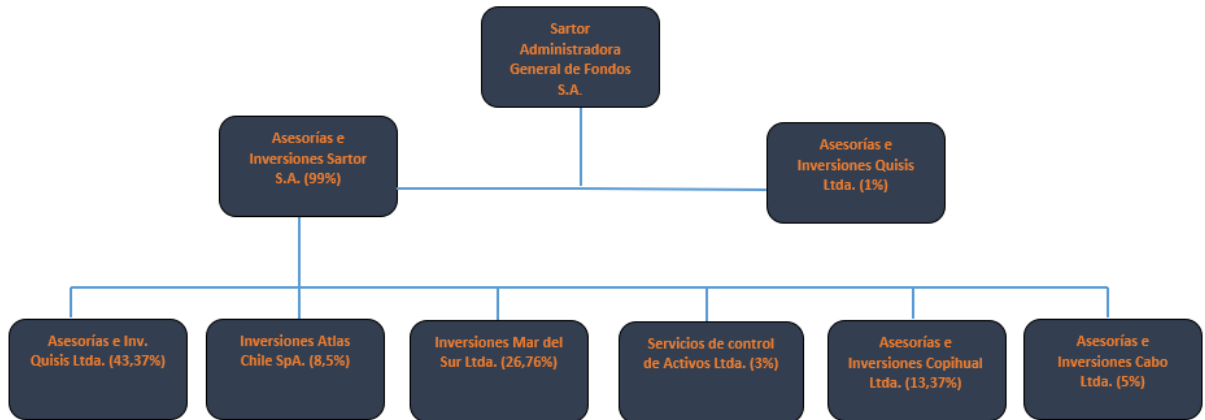 Sartor
Administradora
General de Fondos
S.A.
Asesorías e
Inversiones Sartor
S.A. (99%)
Asesorías e
Inversiones Quisis
Ltda. (1%)
Asesorías e Inv.
Quisis Ltda. (43,37%)
Inversiones Atlas
Chile SpA. (8,5%)
Inversiones Mar del
Sur Ltda. (26,76%)
Servicios de control
de Activos Ltda. (3%)
Asesorías e
Inversiones Copihual
Ltda. (13,37%)
Asesorías e
Inversiones Cabo
Ltda. (5%)